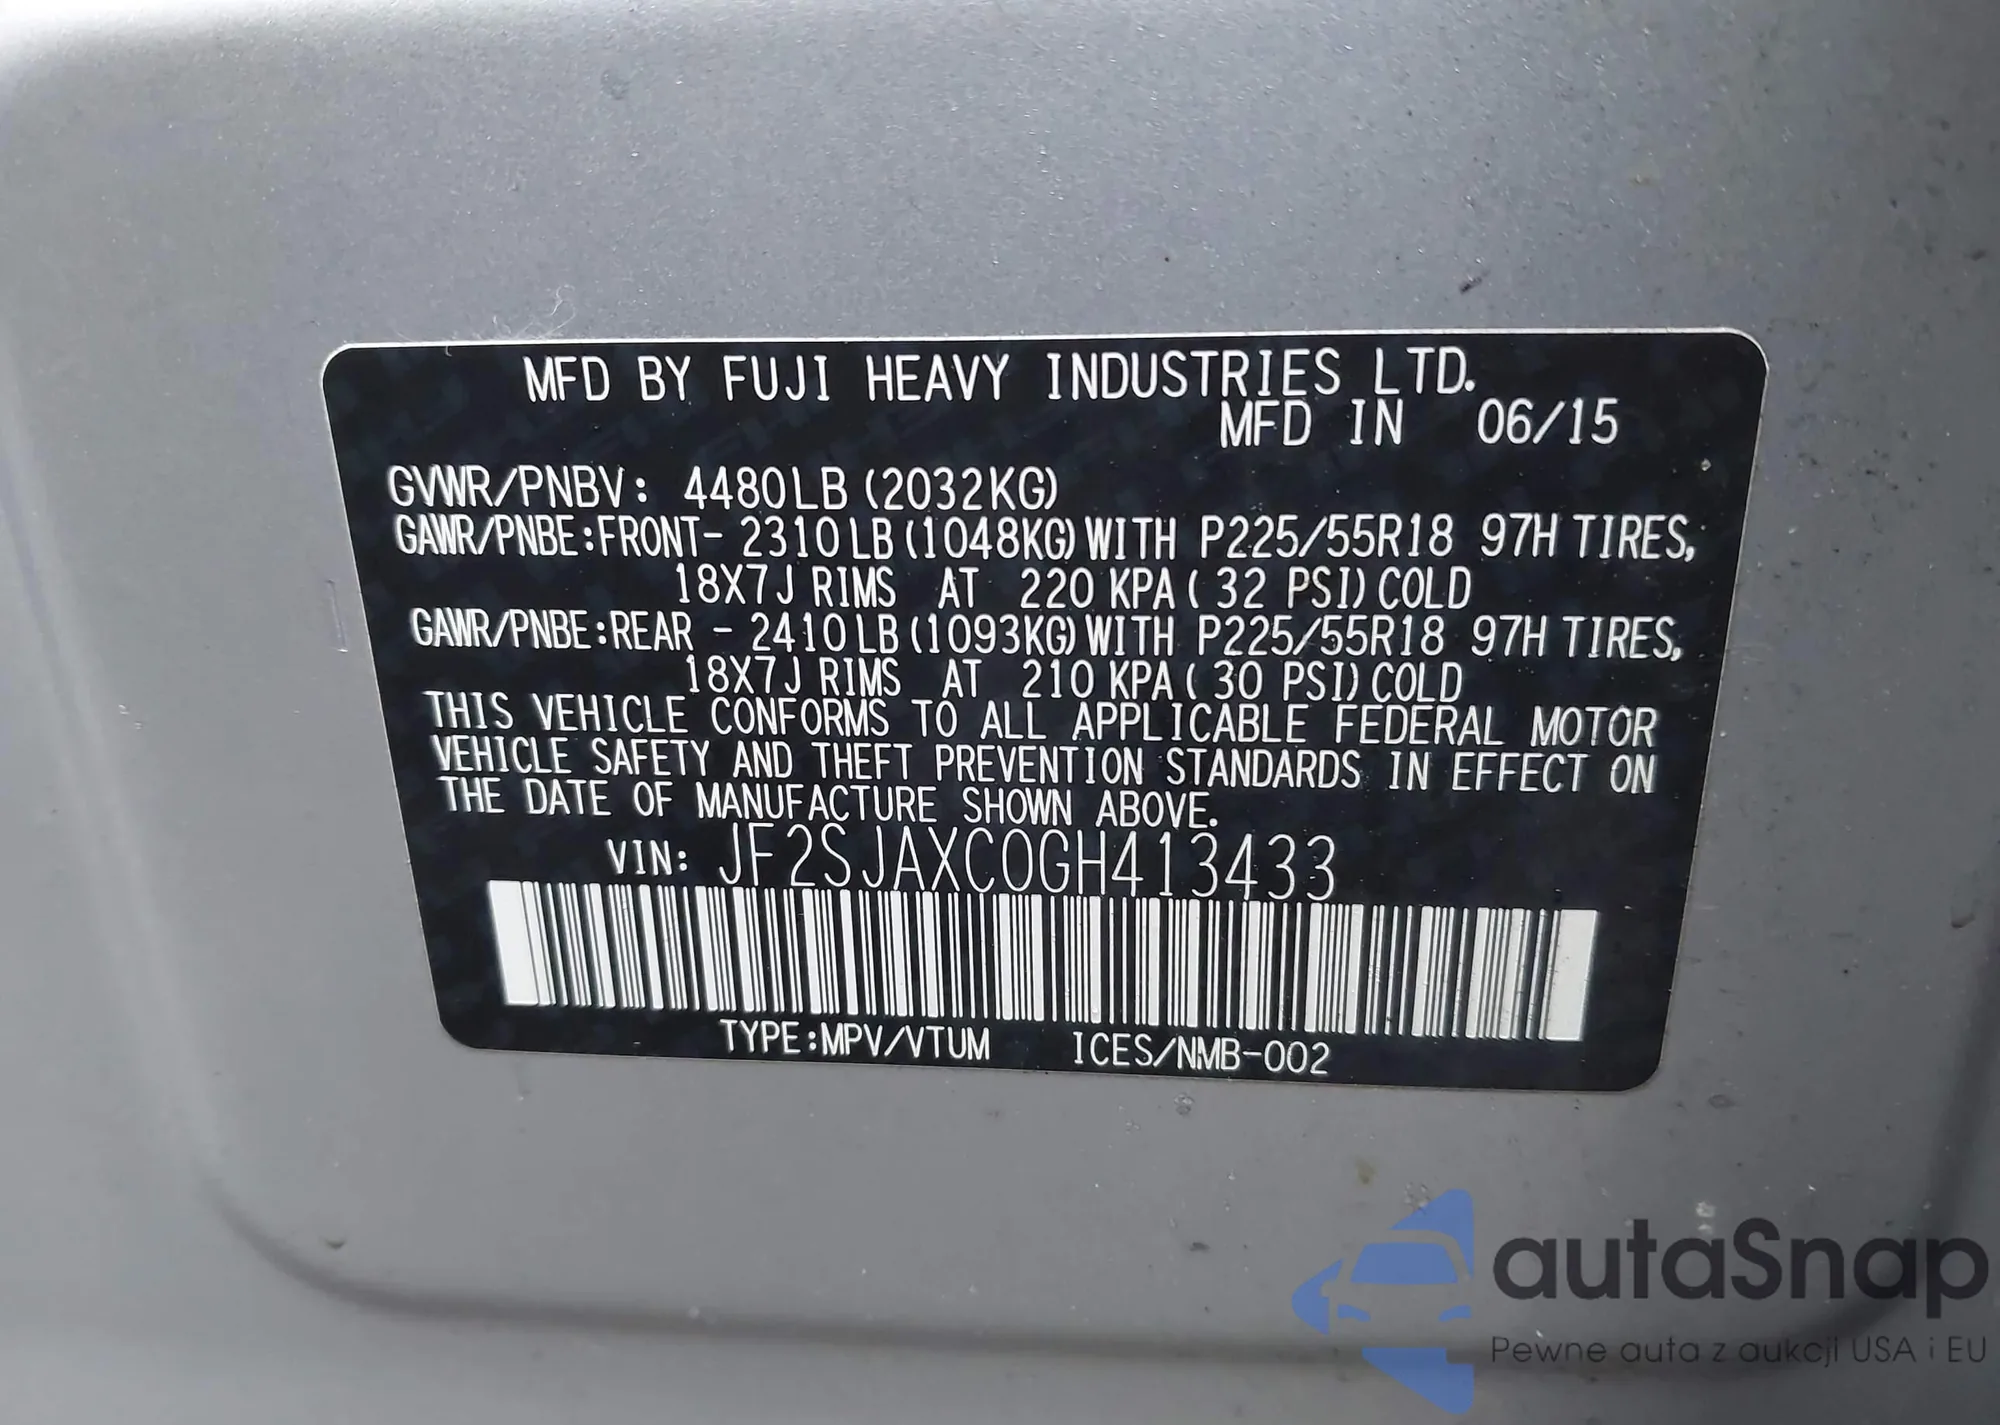 MFD BY FUJI HEAVY INDUSTRIES LTD.
MFD IN 06/15
GVWR/PNBV: 4480LB (2032KG)
GAWR/PNBE:FRONT- 2310LB(1048KG)WITH P225/55R18 97H TIRES,
18X7J RIMS AT 220 KPA( 32 PSI)COLD
GAWR/PNBE:REAR - 2410LB(1093KG)WITH P225/55R18 97H TIRES,
18X7J RIMS AT 210 KPA( 30 PSI)COLD
THIS VEHICLE CONFORMS TO ALL APPLICABLE FEDERAL MOTOR
VEHICLE SAFETY AND THEFT PREVENTION STANDARDS IN EFFECT ON
THE DATE OF MANUFACTURE SHOWN ABOVE.
VIN: JF2SJAXC0GH413433
TYPE:MPV/VTUM ICES/NMB-002
autaSnap
Pewne auta z aukcji USA i EU